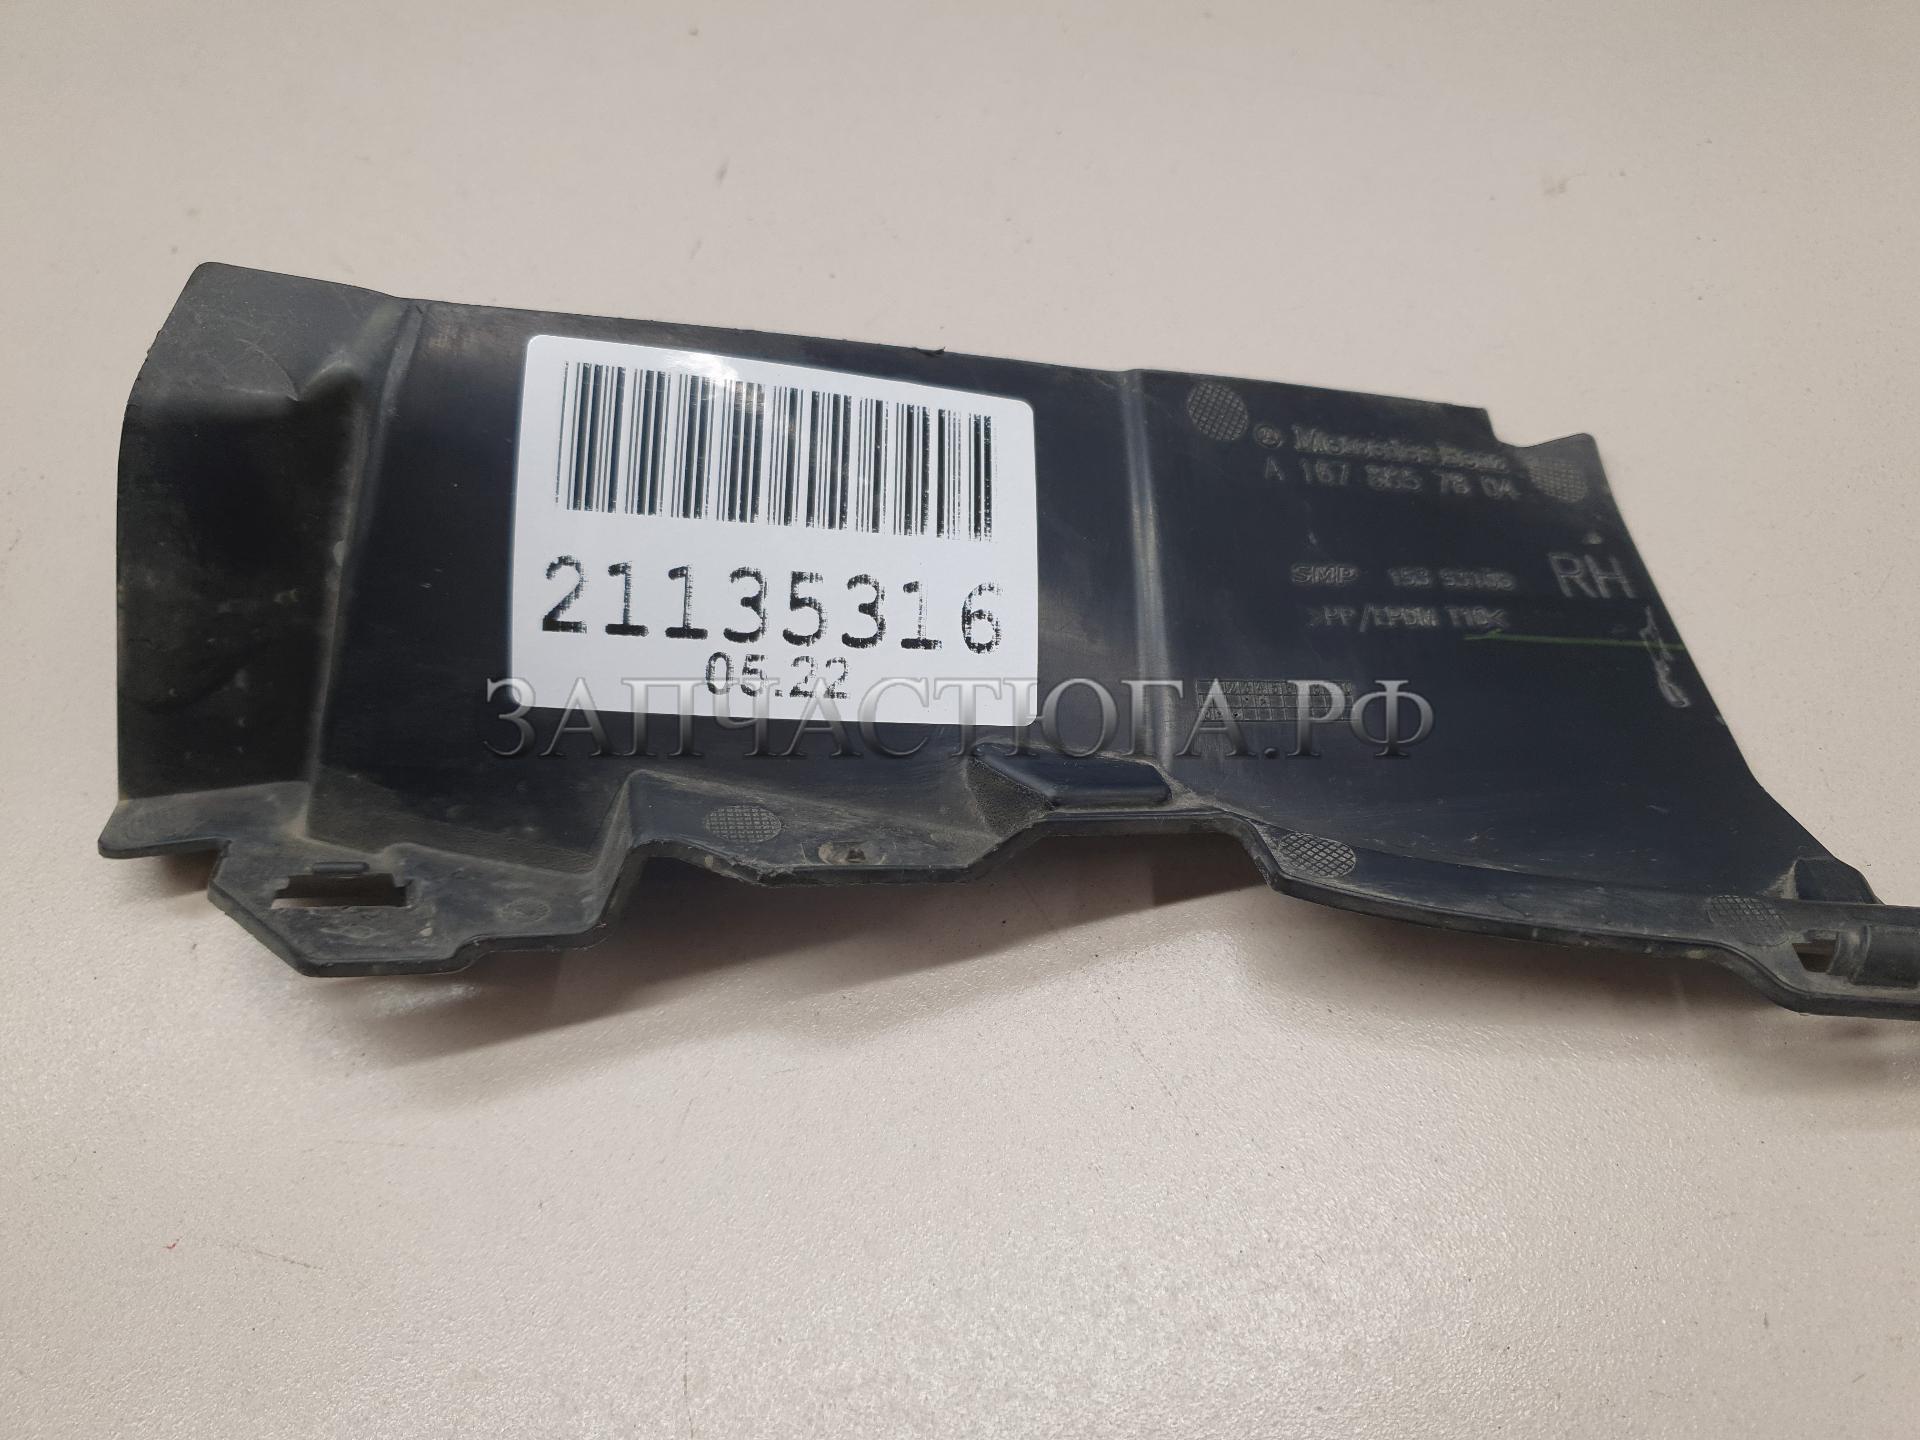 21135316
05.22
Mercedes-Benz
A 167 885 78 04
SMP
RH
>PP/EPDM T10<
ЗАПЧАСТЮГА.РФ